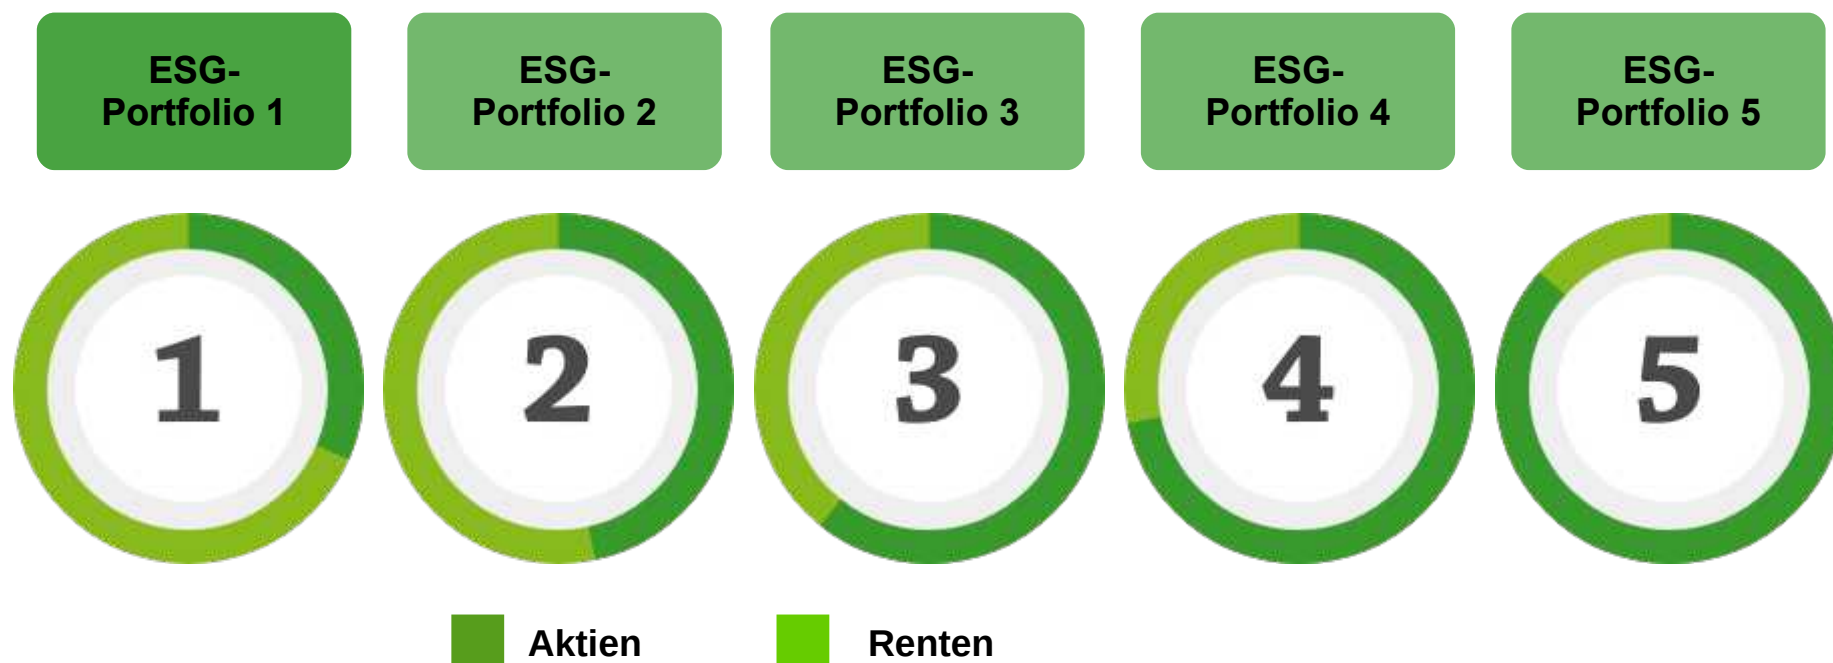 ESG-
Portfolio 1
ESG-
Portfolio 2
ESG-
Portfolio 3
ESG-
Portfolio 4
ESG-
Portfolio 5
1
2
3
4
5
Aktien
Renten